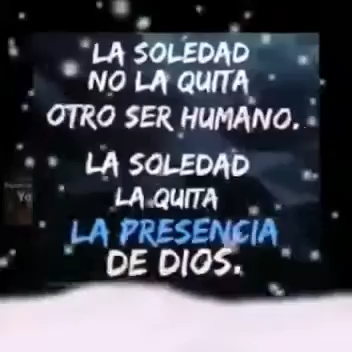 LA SOLEDAD
NO LA QUITA
OTRO SER HUMANO.
LA SOLEDAD
LA QUITA
LA PRESENCIA
DE DIOS.